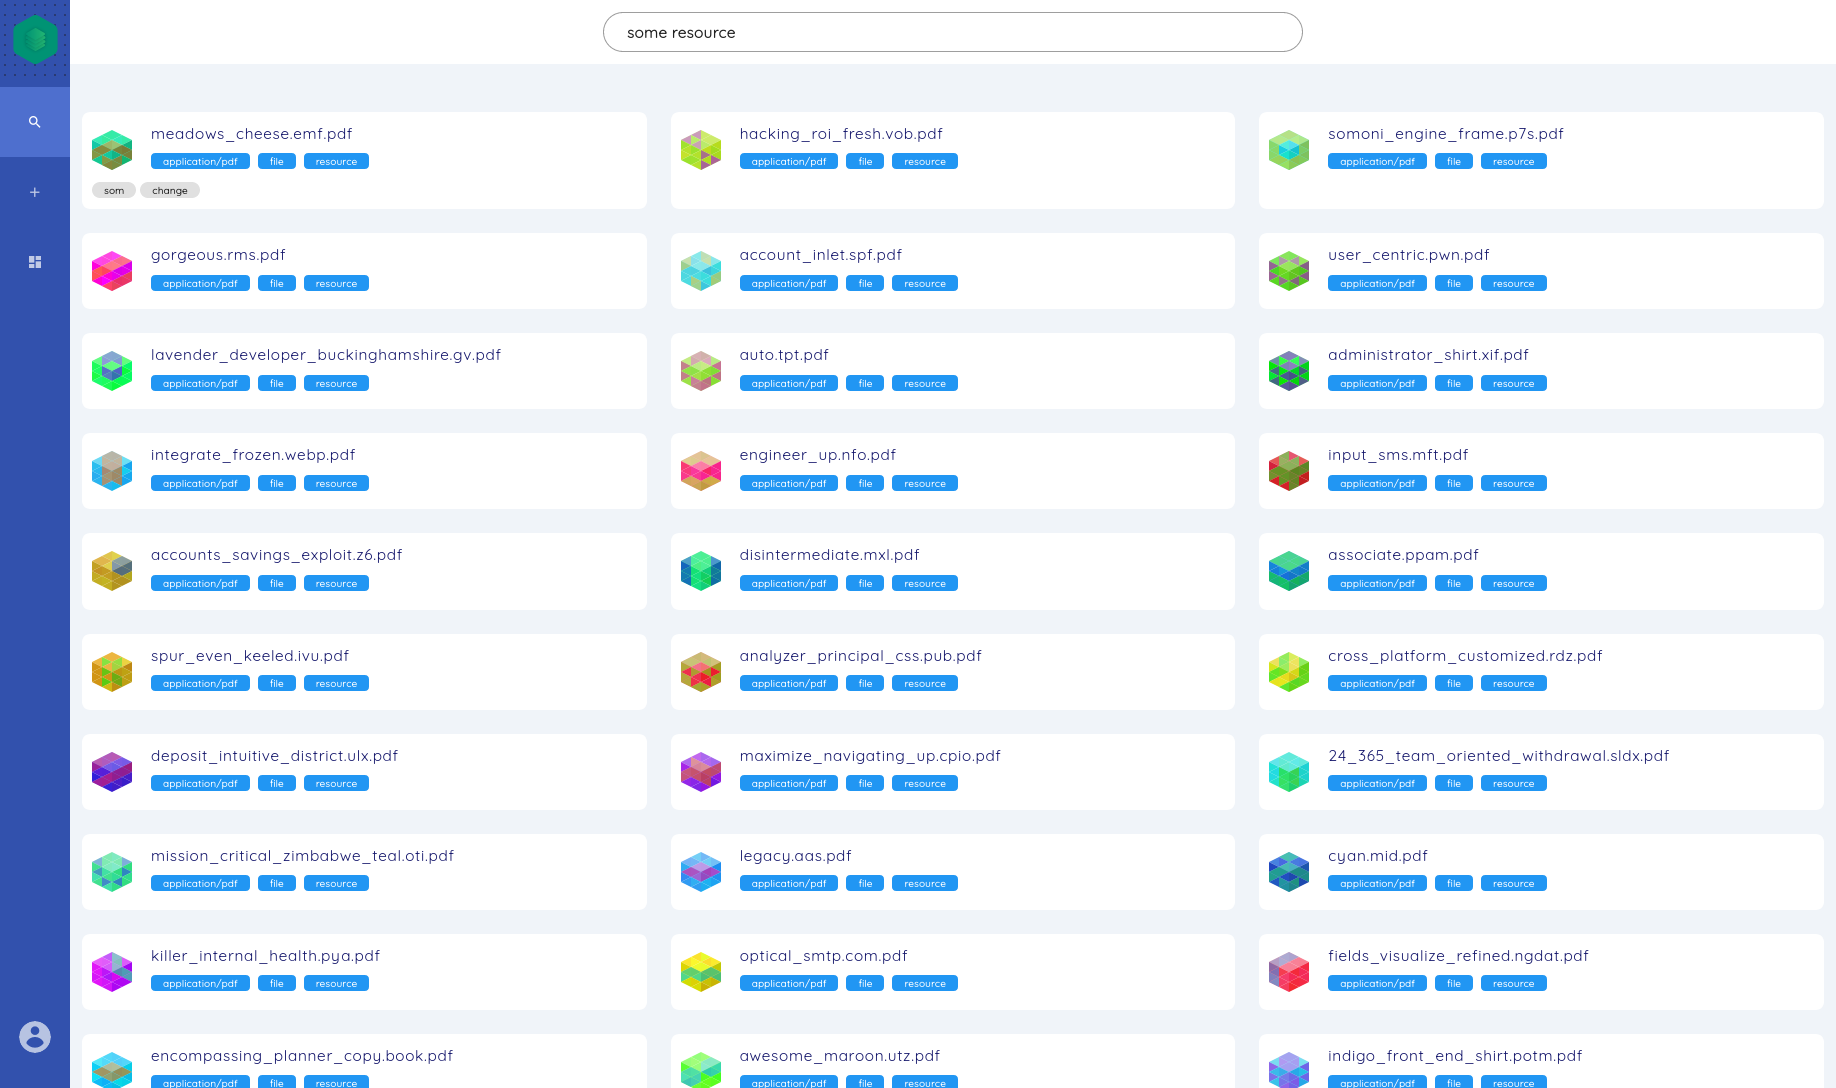 some resource
meadows_cheese.emf.pdf
application/pdf file resource
som change
hacking_roi_fresh.vob.pdf
application/pdf file resource
somoni_engine_frame.p7s.pdf
application/pdf file resource
gorgeous.rms.pdf
application/pdf file resource
account_inlet.spf.pdf
application/pdf file resource
user_centric.pwn.pdf
application/pdf file resource
lavender_developer_buckinghamshire.gv.pdf
application/pdf file resource
auto.tpt.pdf
application/pdf file resource
administrator_shirt.xif.pdf
application/pdf file resource
integrate_frozen.webp.pdf
application/pdf file resource
engineer_up.nfo.pdf
application/pdf file resource
input_sms.mft.pdf
application/pdf file resource
accounts_savings_exploit.z6.pdf
application/pdf file resource
disintermediate.mxl.pdf
application/pdf file resource
associate.ppam.pdf
application/pdf file resource
spur_even_keeled.ivu.pdf
application/pdf file resource
analyzer_principal_css.pub.pdf
application/pdf file resource
cross_platform_customized.rdz.pdf
application/pdf file resource
deposit_intuitive_district.ulx.pdf
application/pdf file resource
maximize_navigating_up.cpio.pdf
application/pdf file resource
24_365_team_oriented_withdrawal.sldx.pdf
application/pdf file resource
mission_critical_zimbabwe_teal.oti.pdf
application/pdf file resource
legacy.aas.pdf
application/pdf file resource
cyan.mid.pdf
application/pdf file resource
killer_internal_health.pya.pdf
application/pdf file resource
optical_smtp.com.pdf
application/pdf file resource
fields_visualize_refined.ngdat.pdf
application/pdf file resource
encompassing_planner_copy.book.pdf
application/pdf file resource
awesome_maroon.utz.pdf
application/pdf file resource
indigo_front_end_shirt.potm.pdf
application/pdf file resource